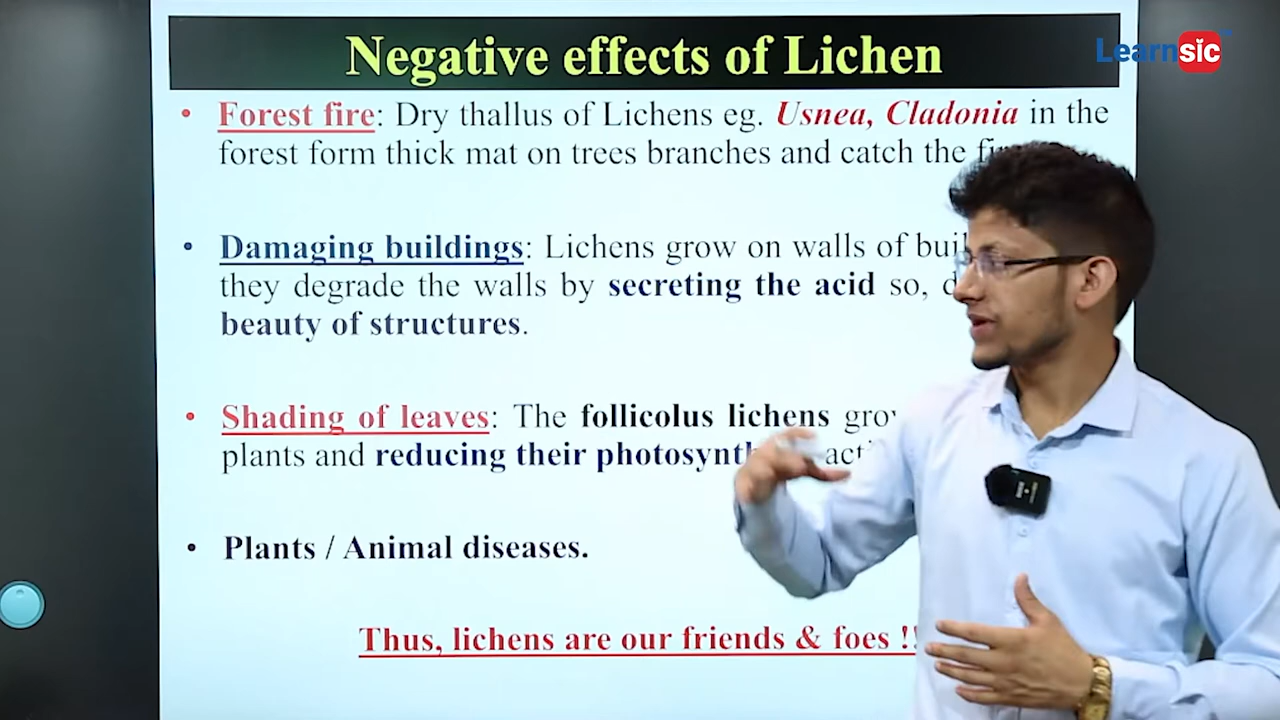 Negative effects of Lichen
Learnsic
• Forest fire: Dry thallus of Lichens eg. Usnea, Cladonia in the
forest form thick mat on trees branches and catch the
• Damaging buildings: Lichens grow on walls of
they degrade the walls by secreting the acid so,
beauty of structures.
• Shading of leaves: The follicolus lichens
plants and reducing their
• Plants / Animal diseases.
Thus, lichens are our friends & foes !!